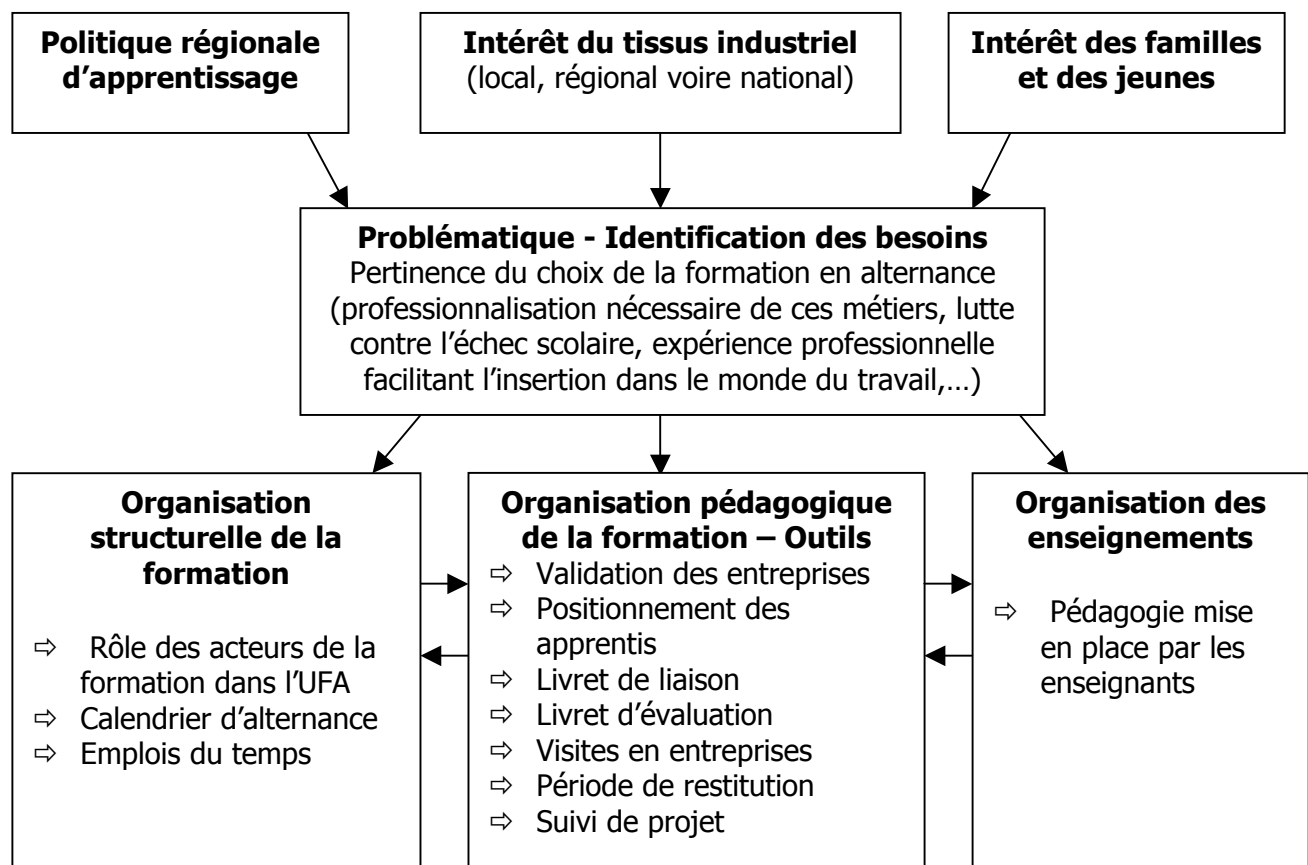 Politique régionale
d’apprentissage
Intérêt du tissus industriel
(local, régional voire national)
Intérêt des familles
et des jeunes
Problématique - Identification des besoins
Pertinence du choix de la formation en alternance
(professionnalisation nécessaire de ces métiers, lutte
contre l’échec scolaire, expérience professionnelle
facilitant l’insertion dans le monde du travail,…)
Organisation
structurelle de la
formation
⇨ Rôle des acteurs de la
formation dans l’UFA
⇨ Calendrier d’alternance
⇨ Emplois du temps
Organisation pédagogique
de la formation – Outils
⇨ Validation des entreprises
⇨ Positionnement des
apprentis
⇨ Livret de liaison
⇨ Livret d’évaluation
⇨ Visites en entreprises
⇨ Période de restitution
⇨ Suivi de projet
Organisation des
enseignements
⇨ Pédagogie mise
en place par les
enseignants